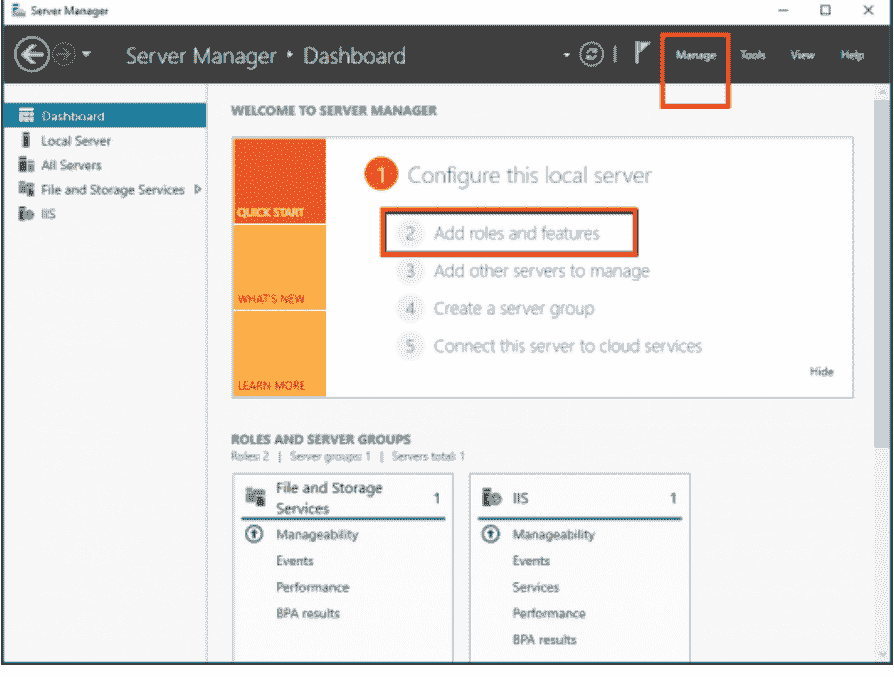 Server Manager
Server Manager • Dashboard
Manage Tools View Help
Dashboard
Local Server
All Servers
File and Storage Services
IIS
WELCOME TO SERVER MANAGER
QUICK START
WHAT'S NEW
LEARN MORE
1 Configure this local server
2 Add roles and features
3 Add other servers to manage
4 Create a server group
5 Connect this server to cloud services
Hide
ROLES AND SERVER GROUPS
Roles: 2 | Server groups: 1 | Servers total: 1
File and Storage
Services 1
Manageability
Events
Performance
BPA results
IIS 1
Manageability
Events
Services
Performance
BPA results